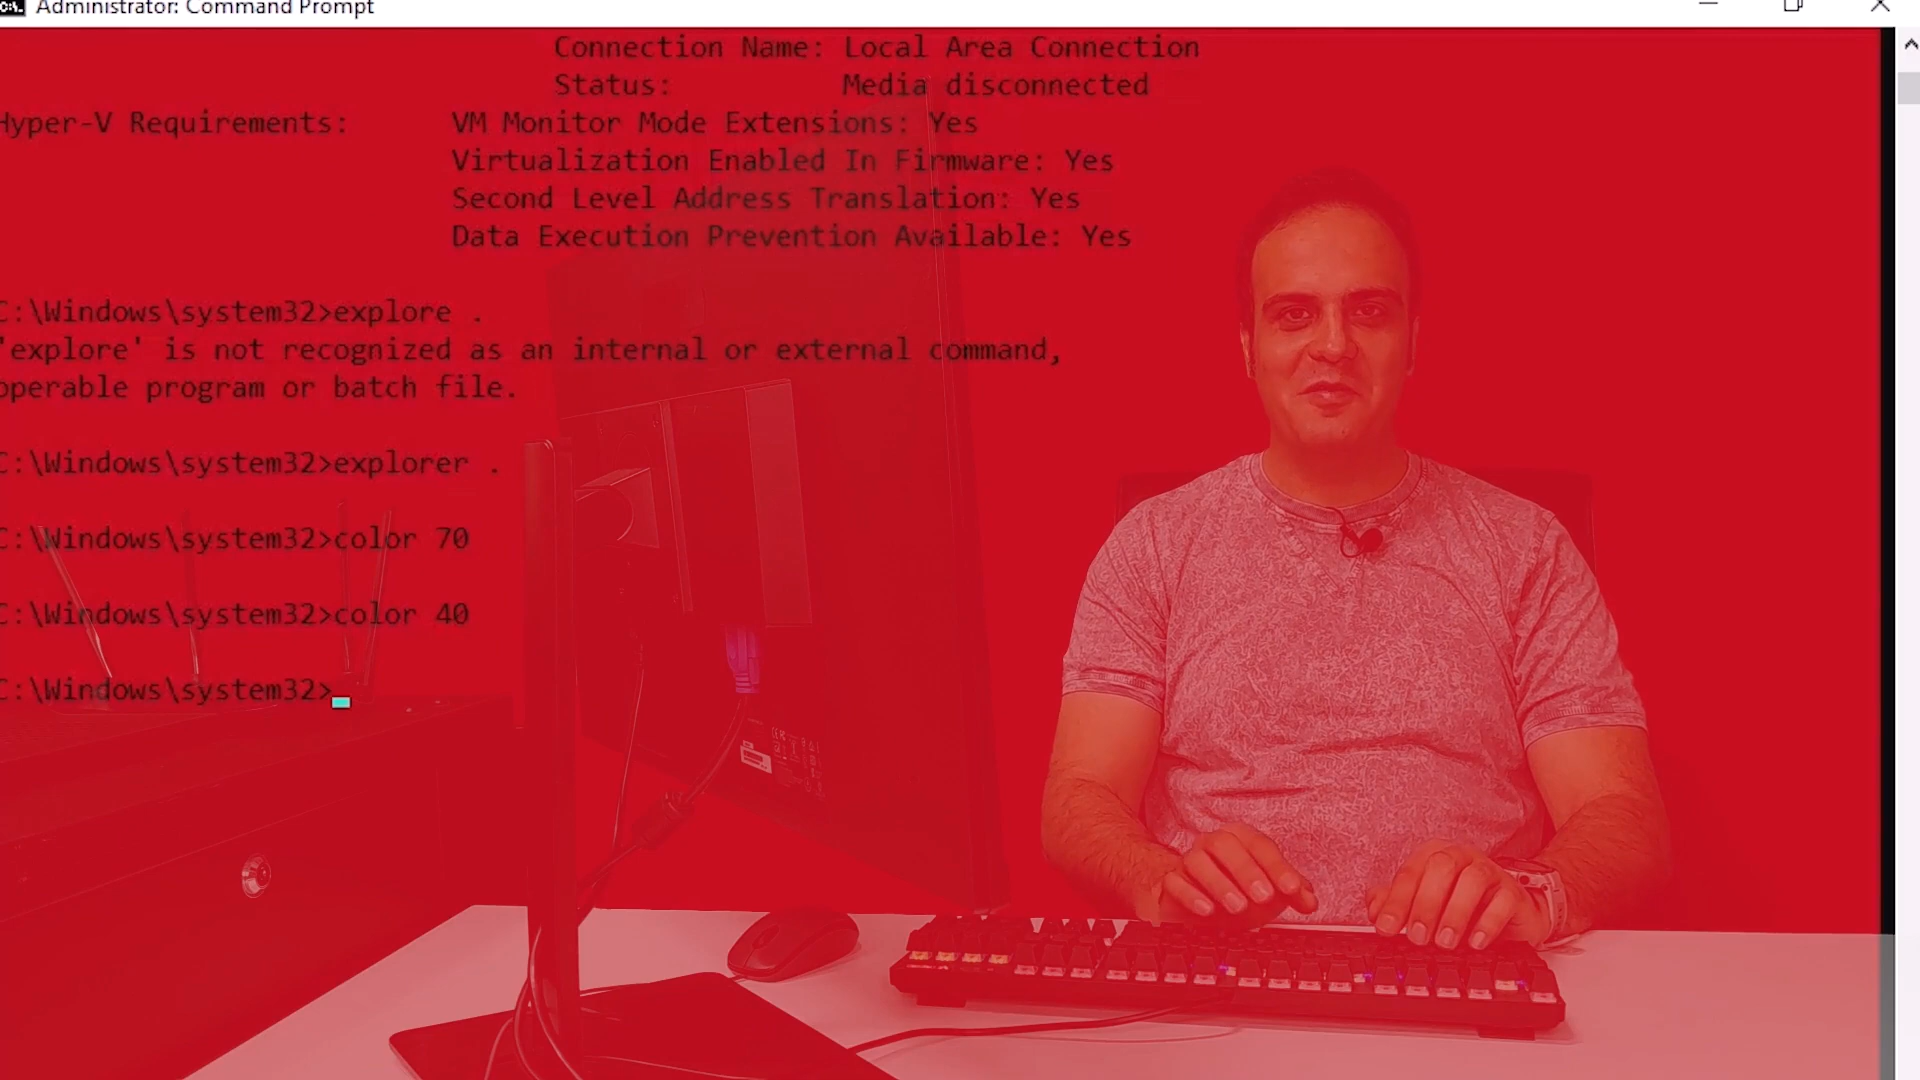 Administrator: Command Prompt
Connection Name: Local Area Connection
Status: Media disconnected
Hyper-V Requirements: VM Monitor Mode Extensions: Yes
Virtualization Enabled In Firmware: Yes
Second Level Address Translation: Yes
Data Execution Prevention Available: Yes
C:\Windows\system32>explore .
'explore' is not recognized as an internal or external command,
operable program or batch file.
C:\Windows\system32>explorer .
C:\Windows\system32>color 70
C:\Windows\system32>color 40
C:\Windows\system32>